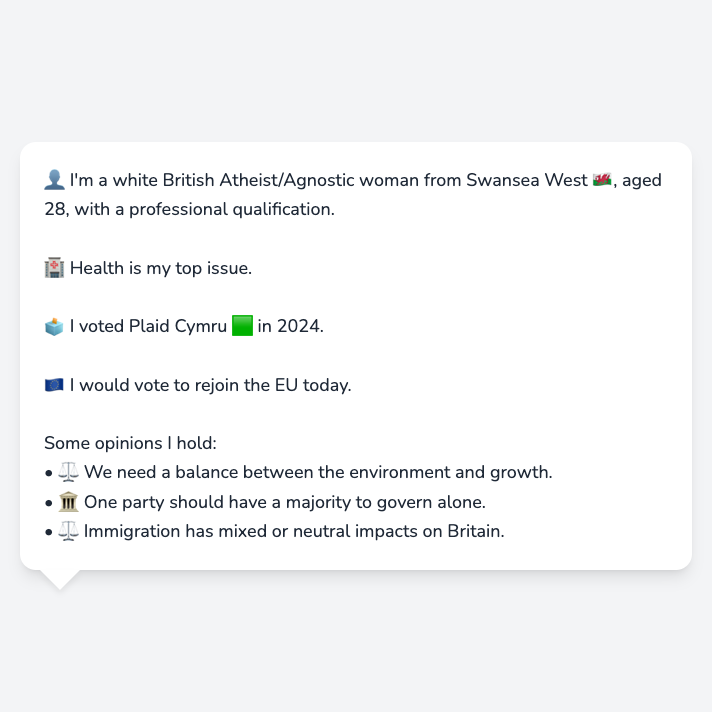 👤 I'm a white British Atheist/Agnostic woman from Swansea West 🏴󠁧󠁢󠁷󠁬󠁳󠁿, aged
28, with a professional qualification.
🏥 Health is my top issue.
🗳️ I voted Plaid Cymru 🟩 in 2024.
🇪🇺 I would vote to rejoin the EU today.
Some opinions I hold:
• ⚖️ We need a balance between the environment and growth.
• 🏛️ One party should have a majority to govern alone.
• ⚖️ Immigration has mixed or neutral impacts on Britain.